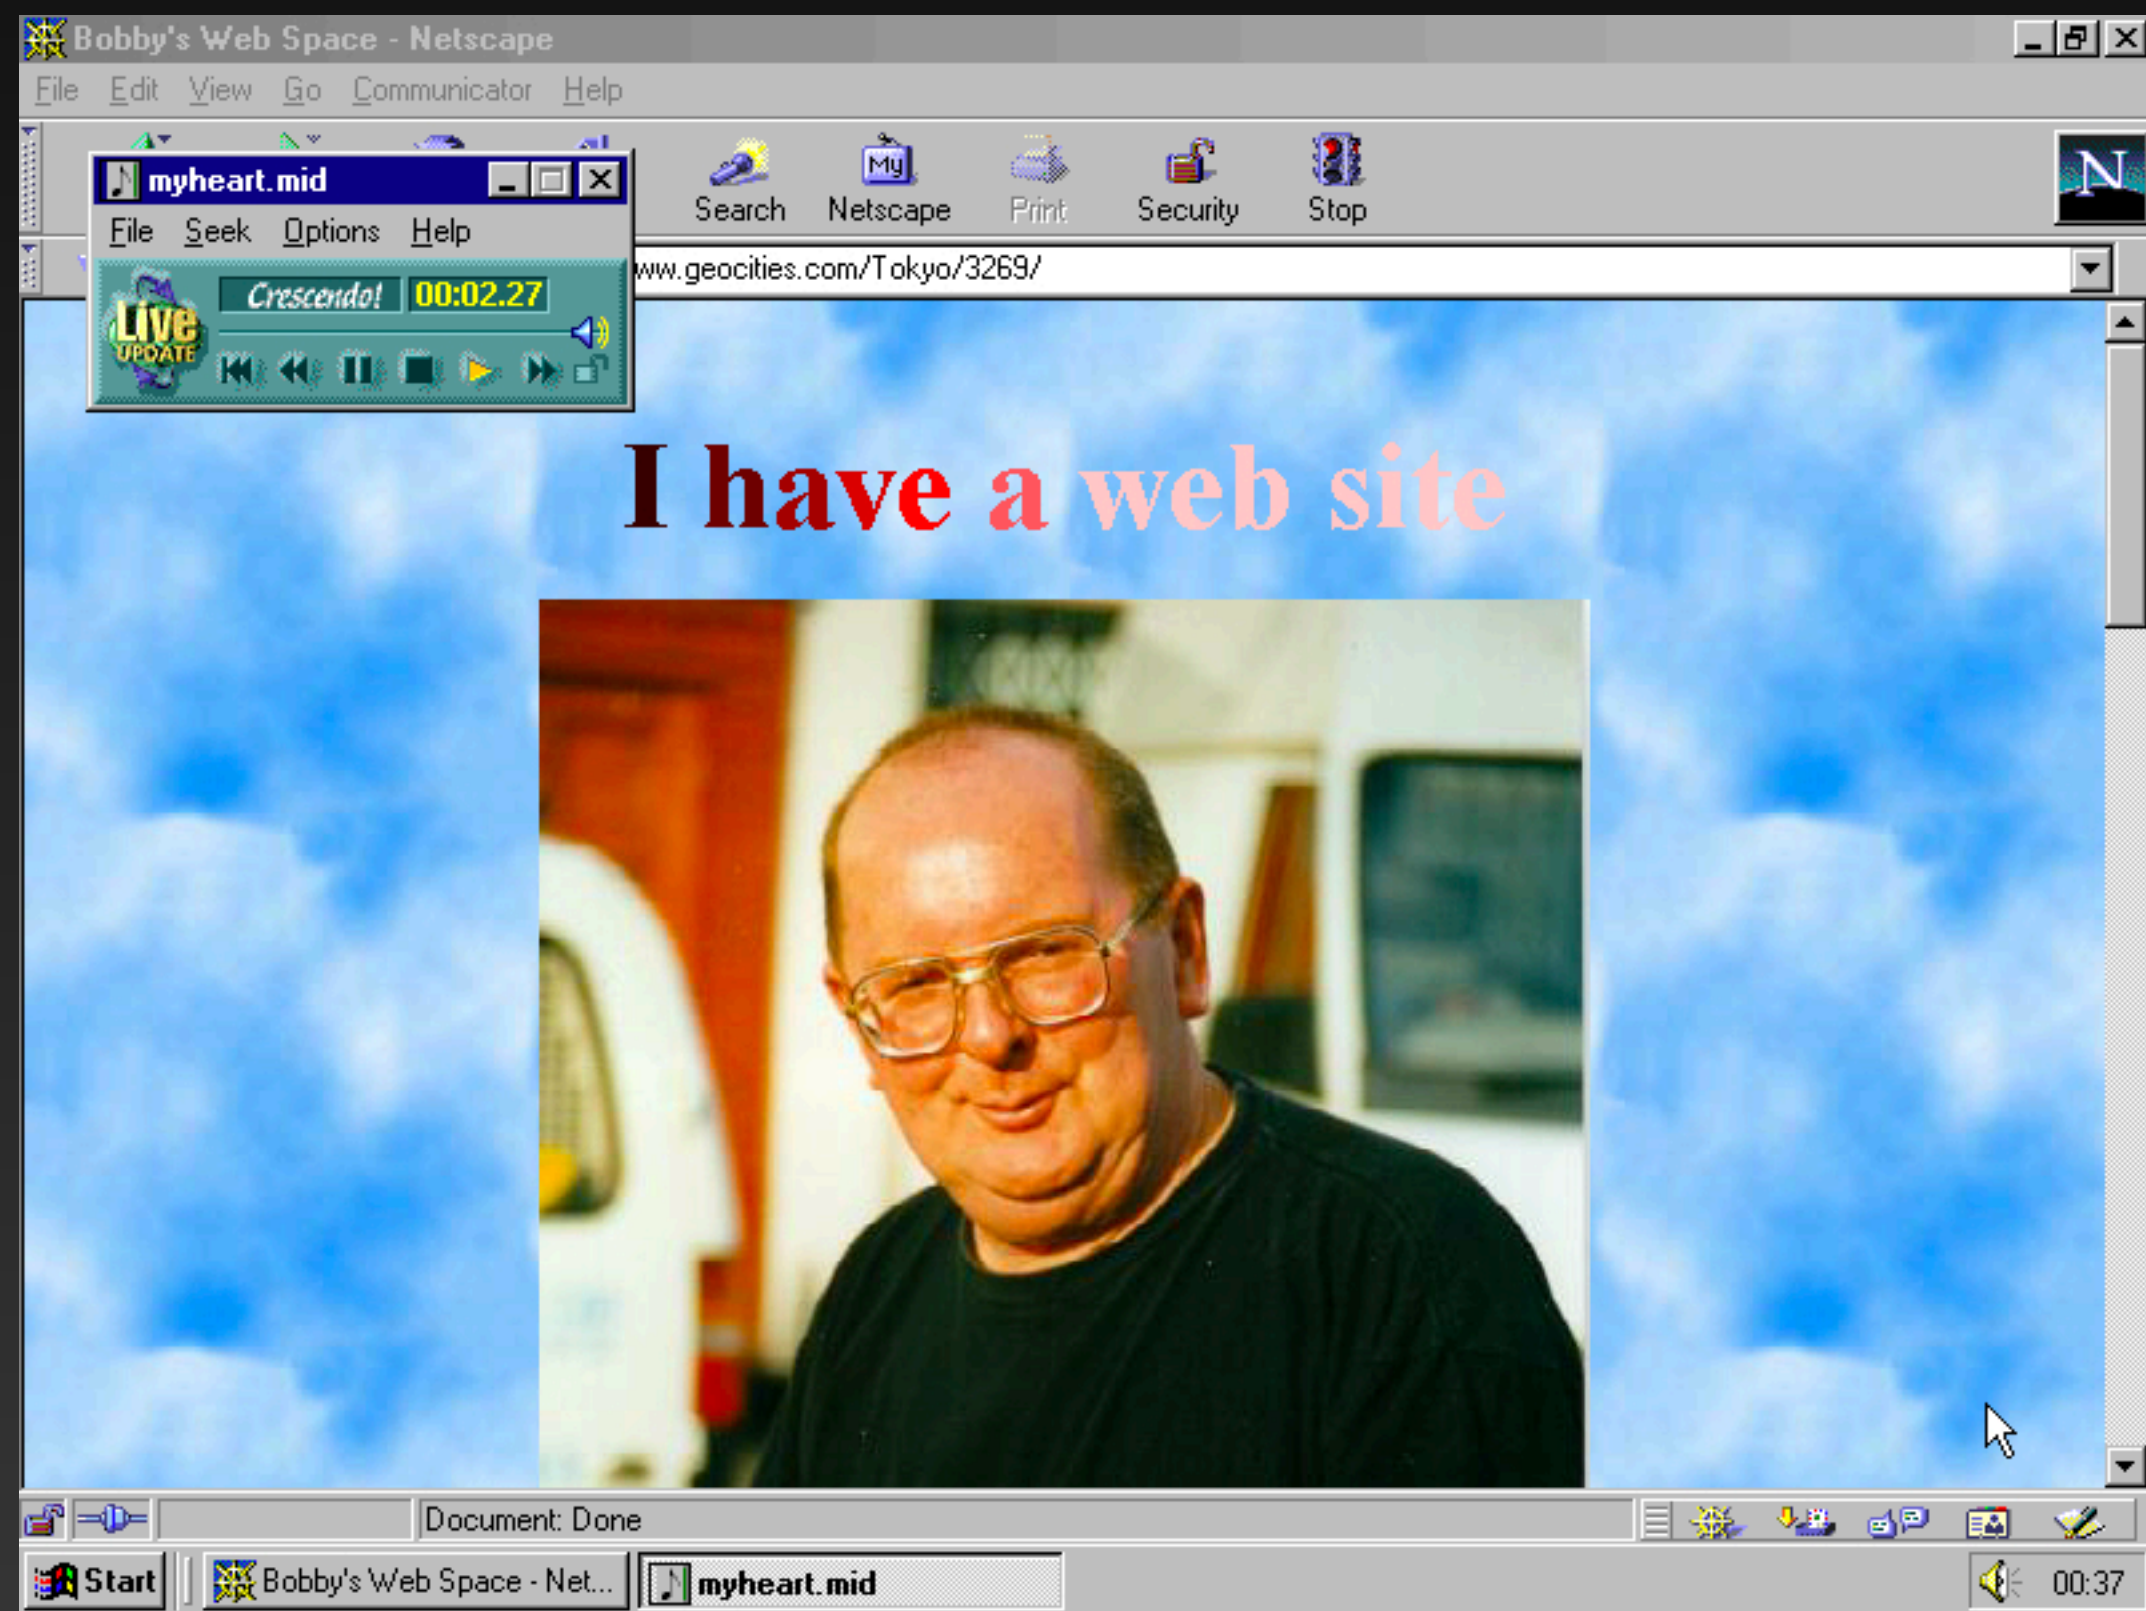 Bobby's Web Space - Netscape
File Edit View Go Communicator Help
myheart.mid
File Seek Options Help
Live
UPDATE
Crescendo! 00:02.27
My
Search Netscape Print Security Stop
N
ww.geocities.com/Tokyo/3269/
I have a web site
Document: Done
Start Bobby's Web Space - Net... myheart.mid 00:37